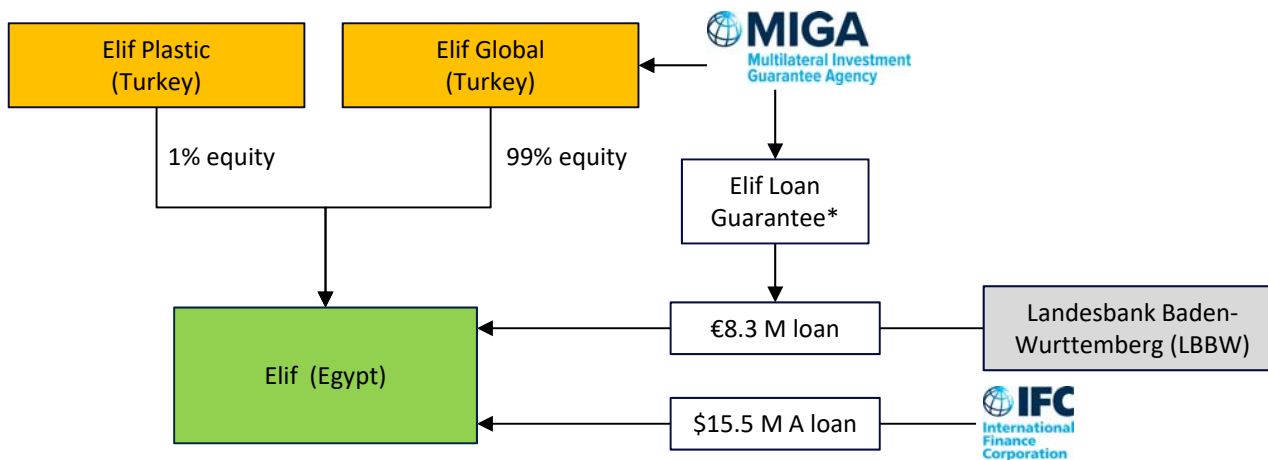 Elif Plastic
(Turkey)
Elif Global
(Turkey)
MIGA
Multilateral Investment
Guarantee Agency
1% equity
99% equity
Elif Loan
Guarantee*
€8.3 M loan
Landesbank Baden-
Wurttemberg (LBBW)
Elif (Egypt)
$15.5 M A loan
IFC
International
Finance
Corporation